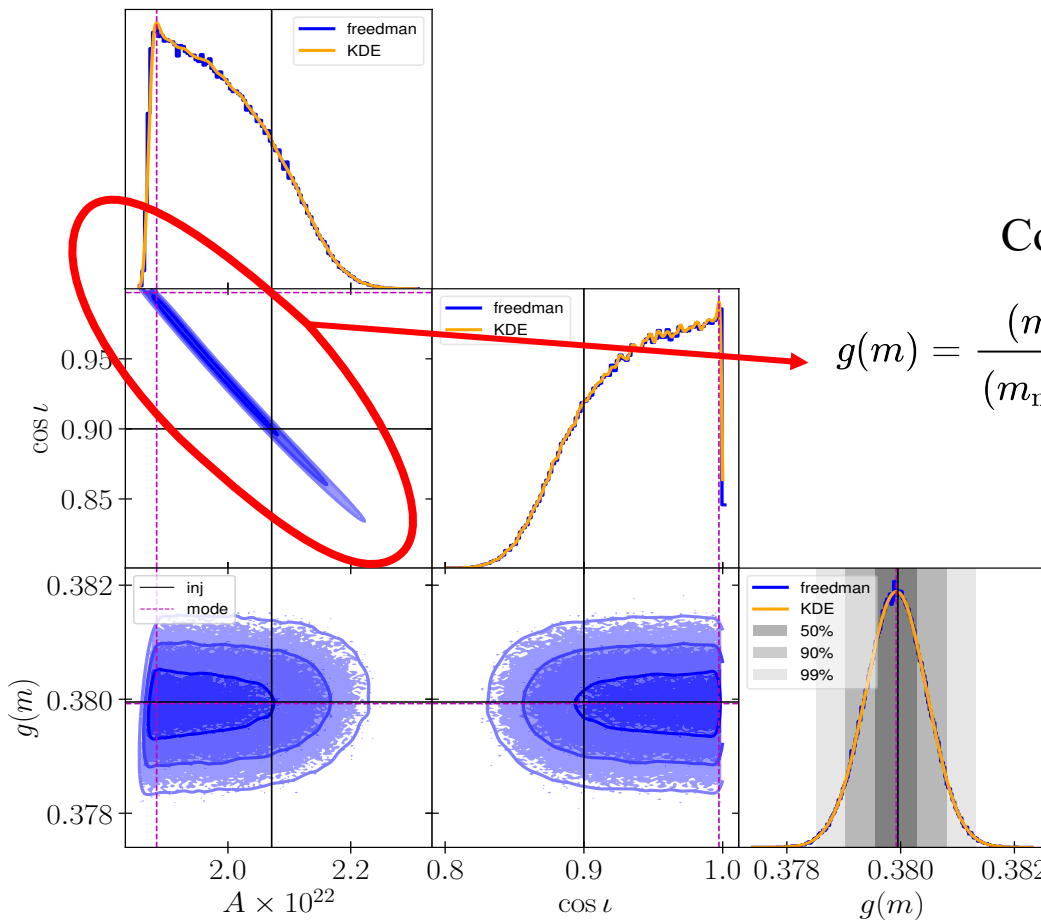 freedman
KDE
Co
freedman
KDE
g(m) = (m
(m
0.95
0.90
0.85
cos ι
0.382
0.380
0.378
g(m)
inj
mode
freedman
KDE
50%
90%
99%
2.0 2.2
0.8 0.9 1.0
0.378 0.380 0.382
A × 10²²
cos ι
g(m)